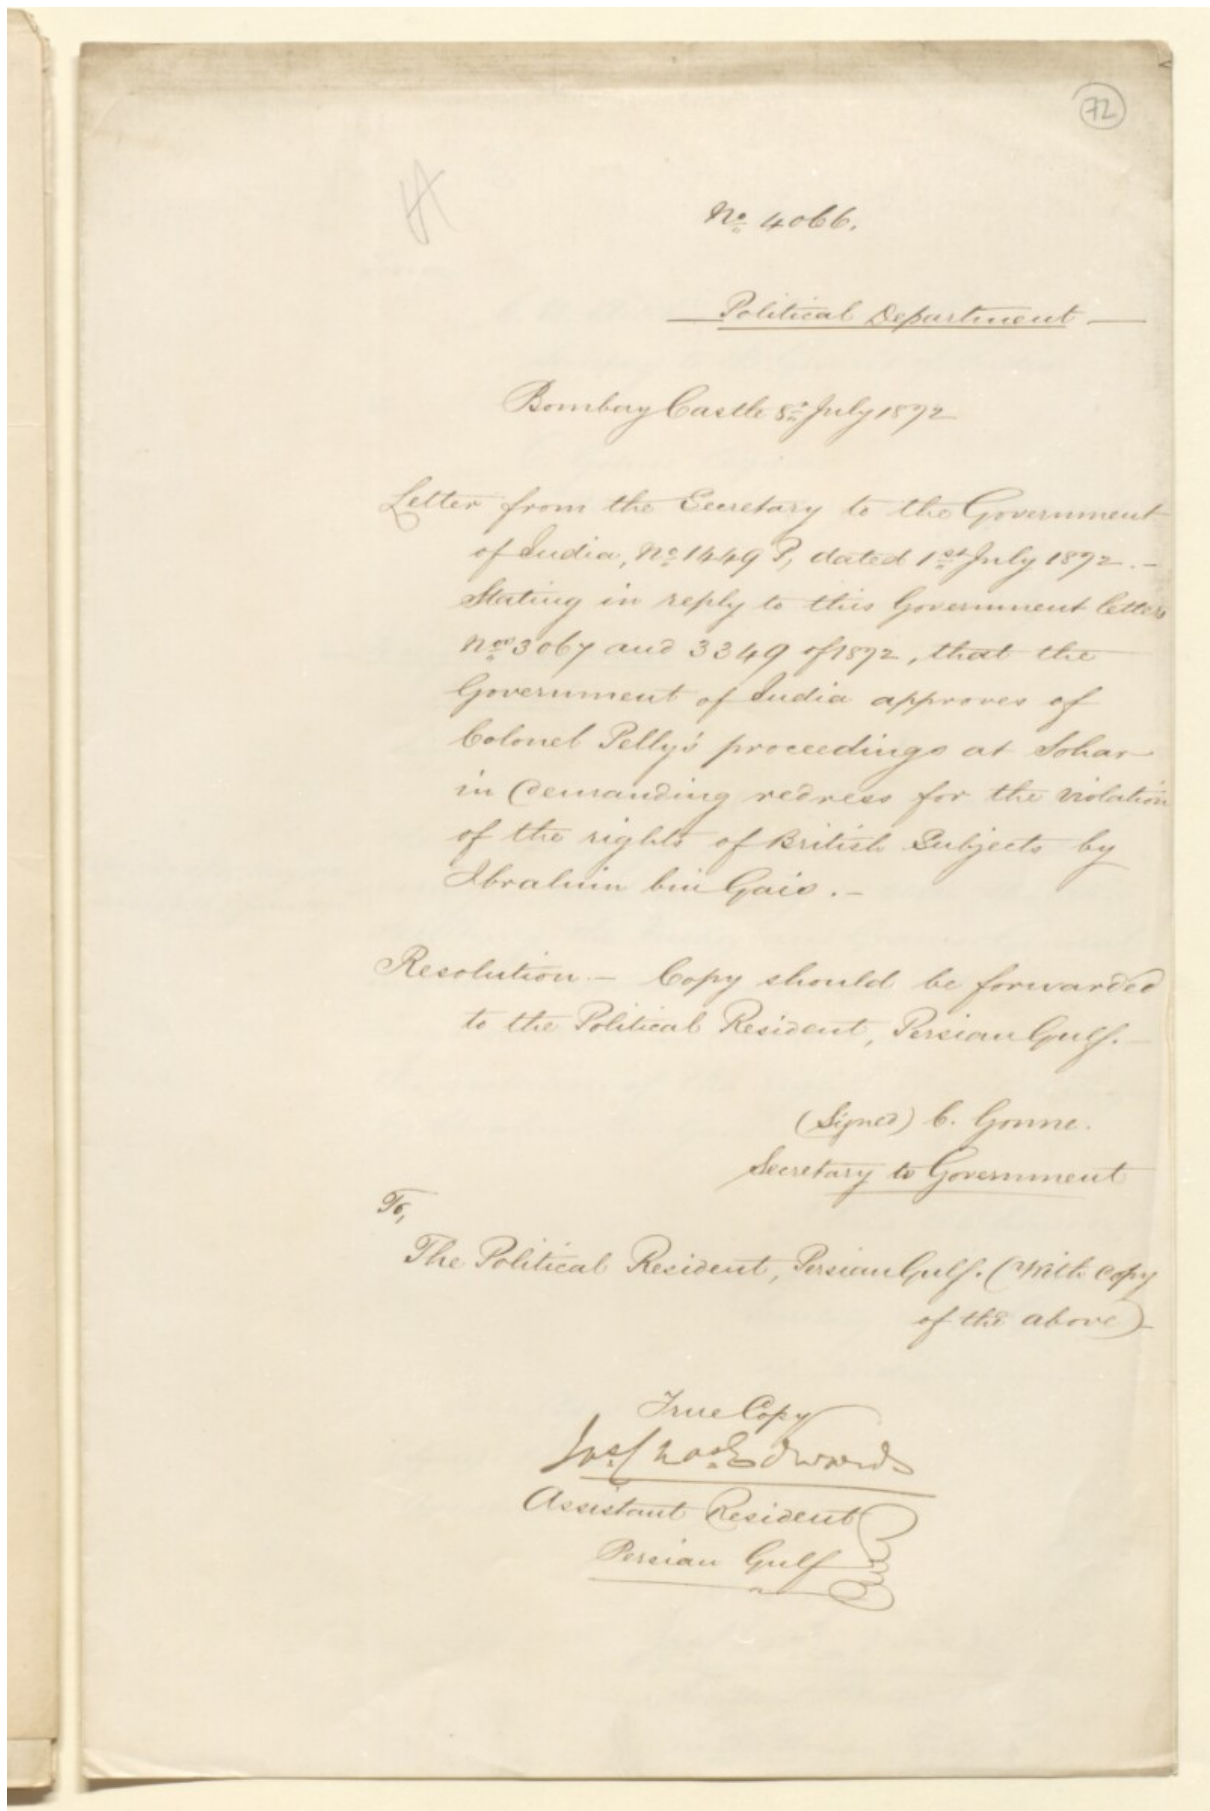 72
No. 4066.
Political Department
Bombay Castle 8th July 1872
Letter from the Secretary to the Government
of India, No. 1449 P, dated 1st July 1872. –
Stating in reply to this Government letters
Nos. 3067 and 3349 of 1872, that the
Government of India approves of
Colonel Pelly's proceedings at Sohar
in demanding redress for the violation
of the rights of British Subjects by
Ibrahim bin Gais. –
Resolution – Copy should be forwarded
to the Political Resident, Persian Gulf. –
(Signed) C. Gonne.
Secretary to Government
To,
The Political Resident, Persian Gulf. (With copy
of the above)
True Copy
Edwards
Assistant Resident
Persian Gulf